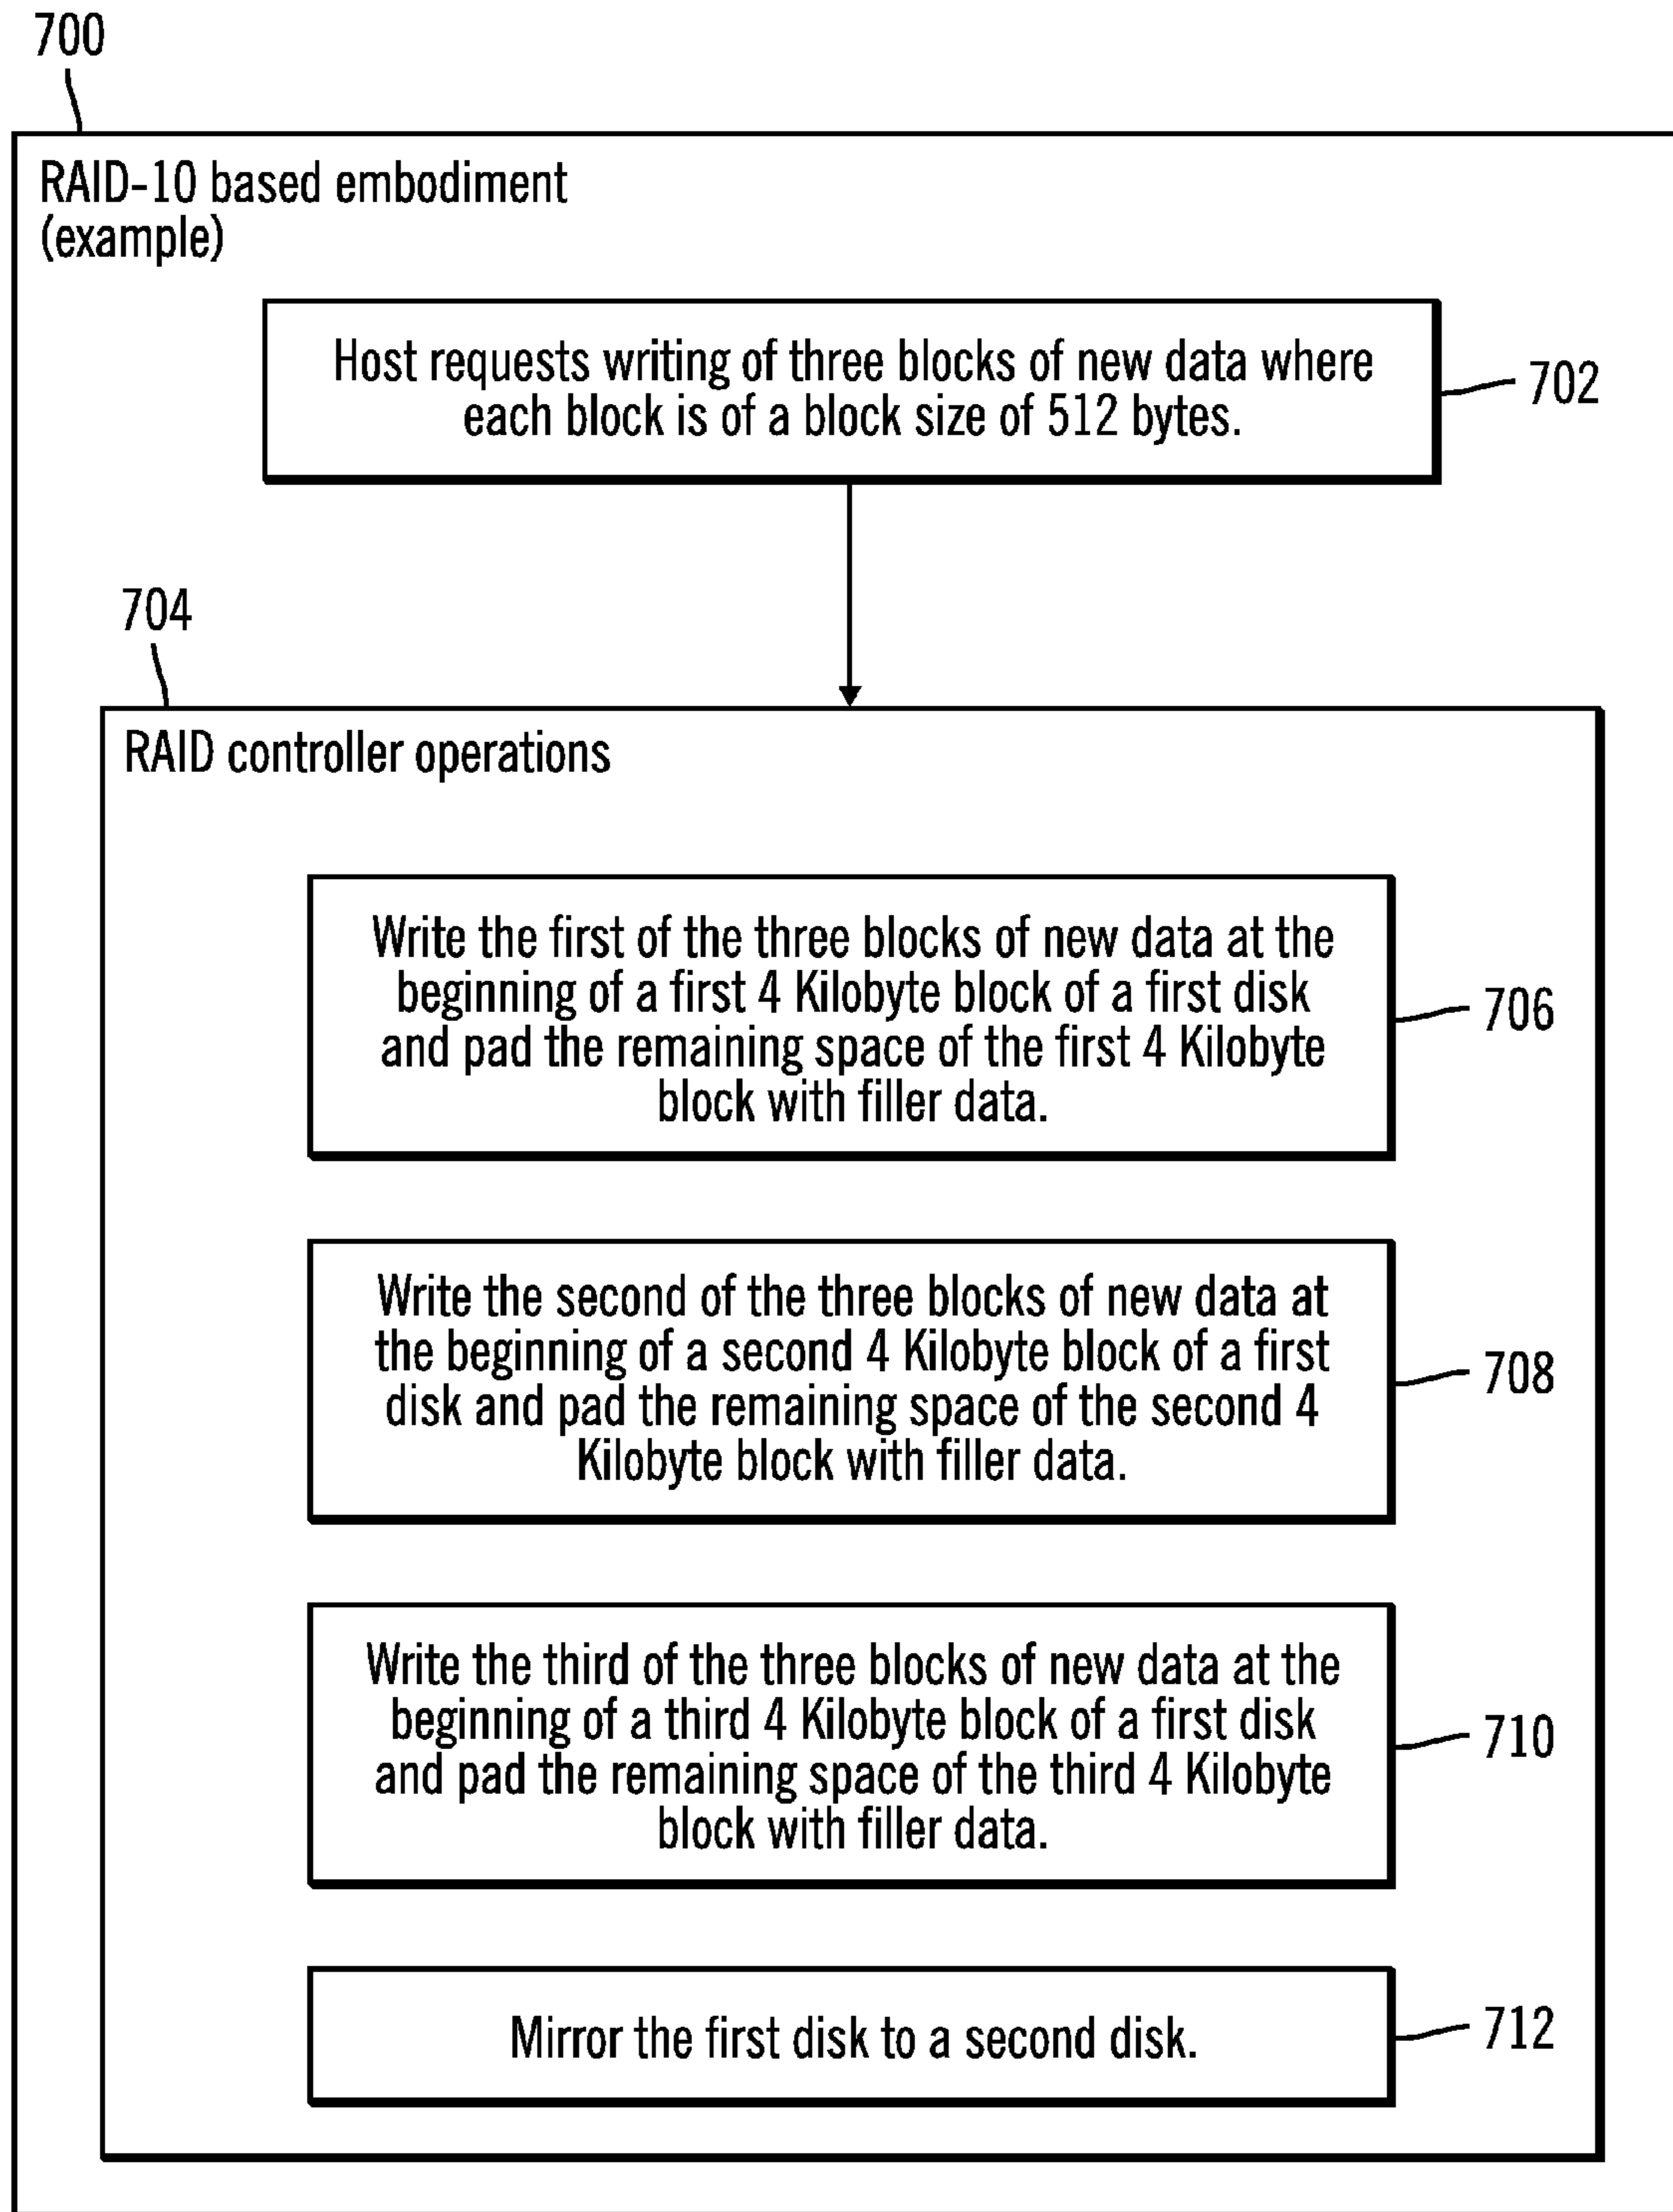 700
RAID-10 based embodiment
(example)
Host requests writing of three blocks of new data where
each block is of a block size of 512 bytes.
702
704
RAID controller operations
Write the first of the three blocks of new data at the
beginning of a first 4 Kilobyte block of a first disk
and pad the remaining space of the first 4 Kilobyte
block with filler data.
706
Write the second of the three blocks of new data at
the beginning of a second 4 Kilobyte block of a first
disk and pad the remaining space of the second 4
Kilobyte block with filler data.
708
Write the third of the three blocks of new data at the
beginning of a third 4 Kilobyte block of a first disk
and pad the remaining space of the third 4 Kilobyte
block with filler data.
710
Mirror the first disk to a second disk.
712